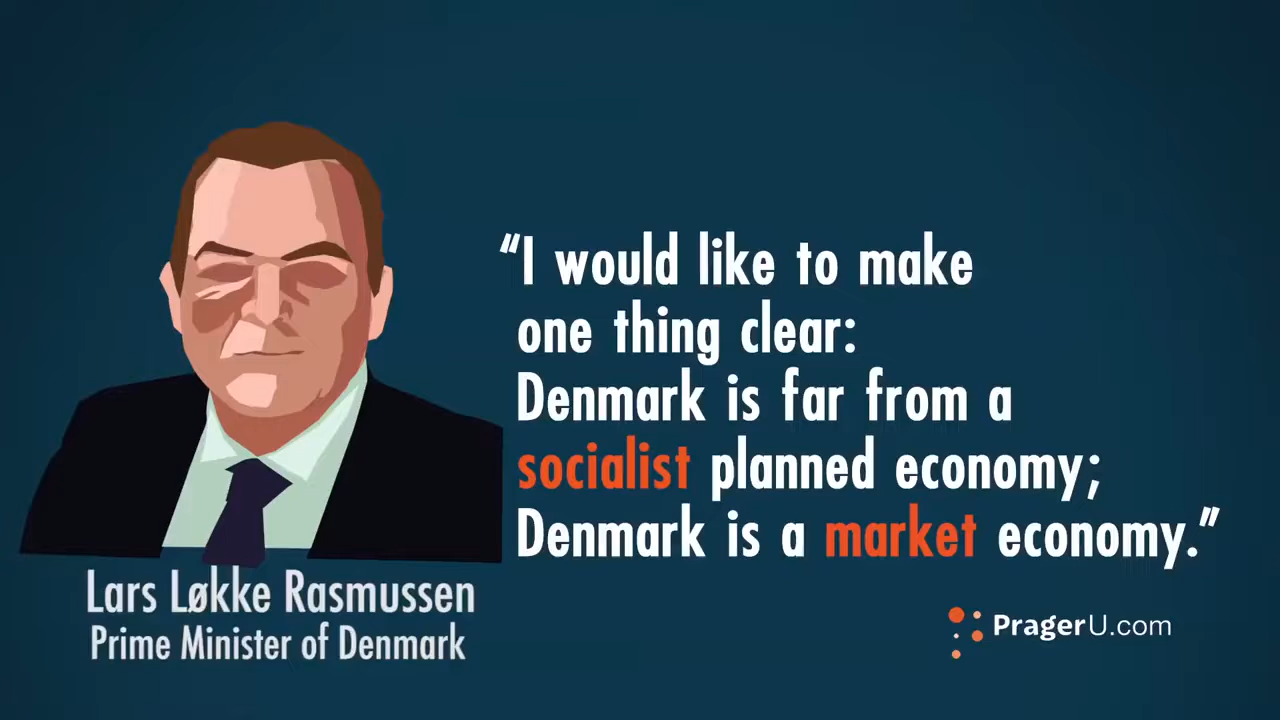 “I would like to make
one thing clear:
Denmark is far from a
socialist planned economy;
Denmark is a market economy.”
Lars Løkke Rasmussen
Prime Minister of Denmark
PragerU.com